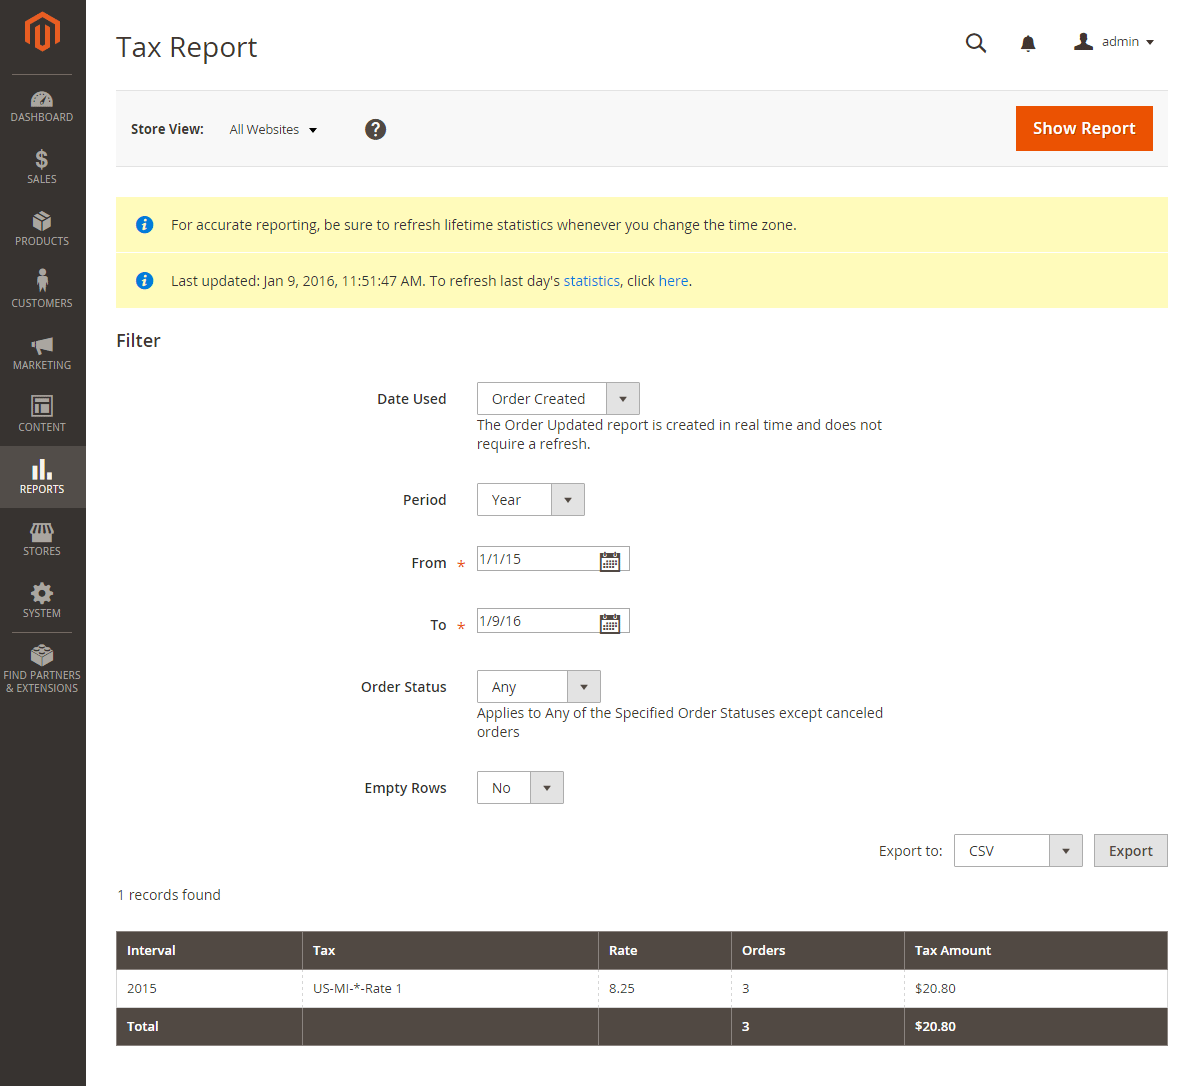 Tax Report
admin
DASHBOARD
SALES
PRODUCTS
CUSTOMERS
MARKETING
CONTENT
REPORTS
STORES
SYSTEM
FIND PARTNERS
& EXTENSIONS
Store View: All Websites ?
Show Report
For accurate reporting, be sure to refresh lifetime statistics whenever you change the time zone.
Last updated: Jan 9, 2016, 11:51:47 AM. To refresh last day's statistics, click here.
Filter
Date Used Order Created
The Order Updated report is created in real time and does not
require a refresh.
Period Year
From * 1/1/15
To * 1/9/16
Order Status Any
Applies to Any of the Specified Order Statuses except canceled
orders
Empty Rows No
Export to: CSV Export
1 records found
Interval Tax Rate Orders Tax Amount
2015 US-MI-*-Rate 1 8.25 3 $20.80
Total 3 $20.80